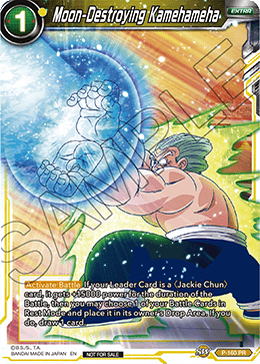 1
Moon-Destroying Kamehameha
EXTRA
SAMPLE
Activate Battle If your Leader Card is a ‹Jackie Chun›
card, it gets +15000 power for the duration of the
Battle, then you may choose 1 of your Battle Cards in
Rest Mode and place it in its owner's Drop Area. If you
do, draw 1 card.
©B.S./S., T.A.
BANDAI MADE IN JAPAN EN NOT FOR SALE
P-160 PR